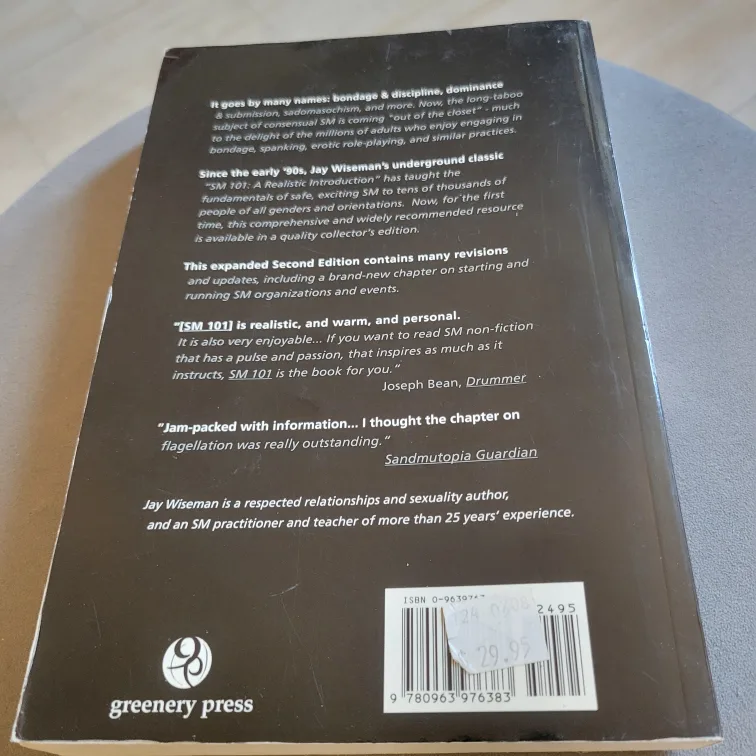 It goes by many names: bondage & discipline, dominance
& submission, sadomasochism, and more. Now, the long-taboo
subject of consensual SM is coming "out of the closet" - much
to the delight of the millions of adults who enjoy engaging in
bondage, spanking, erotic role-playing, and similar practices.
Since the early '90s, Jay Wiseman's underground classic
"SM 101: A Realistic Introduction" has taught the
fundamentals of safe, exciting SM to tens of thousands of
people of all genders and orientations. Now, for the first
time, this comprehensive and widely recommended resource
is available in a quality collector's edition.
This expanded Second Edition contains many revisions
and updates, including a brand-new chapter on starting and
running SM organizations and events.
"[SM 101] is realistic, and warm, and personal.
It is also very enjoyable... If you want to read SM non-fiction
that has a pulse and passion, that inspires as much as it
instructs, SM 101 is the book for you."
Joseph Bean, Drummer
"Jam-packed with information... I thought the chapter on
flagellation was really outstanding."
Sandmutopia Guardian
Jay Wiseman is a respected relationships and sexuality author,
and an SM practitioner and teacher of more than 25 years' experience.
ISBN
2495
29.95
9 780963 976383
greenery press